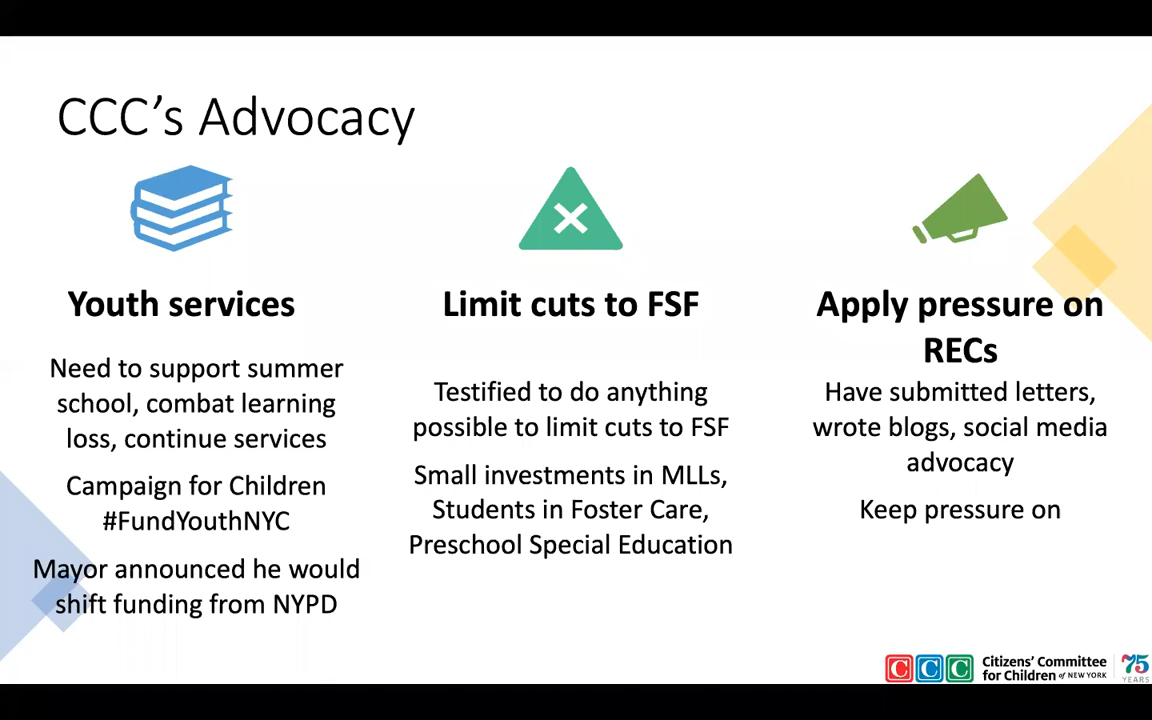 CCC's Advocacy
Youth services
Need to support summer
school, combat learning
loss, continue services
Campaign for Children
#FundYouthNYC
Mayor announced he would
shift funding from NYPD
Limit cuts to FSF
Testified to do anything
possible to limit cuts to FSF
Small investments in MLLs,
Students in Foster Care,
Preschool Special Education
Apply pressure on
RECs
Have submitted letters,
wrote blogs, social media
advocacy
Keep pressure on
CCC
Citizens' Committee
for Children of NEW YORK
75
YEARS